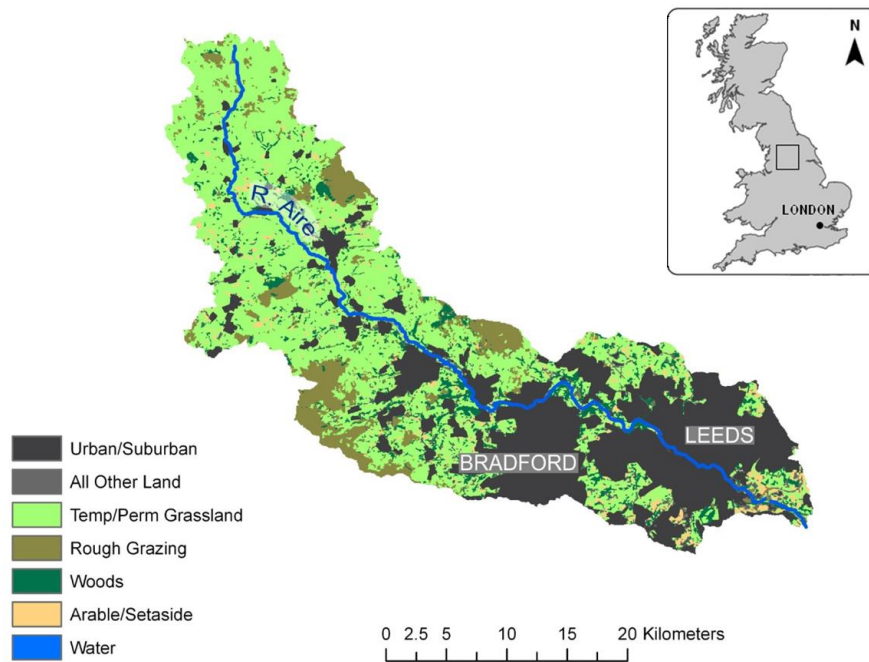 N
LONDON
R. Aire
LEEDS
BRADFORD
Urban/Suburban
All Other Land
Temp/Perm Grassland
Rough Grazing
Woods
Arable/Setaside
Water
0 2.5 5 10 15 20 Kilometers